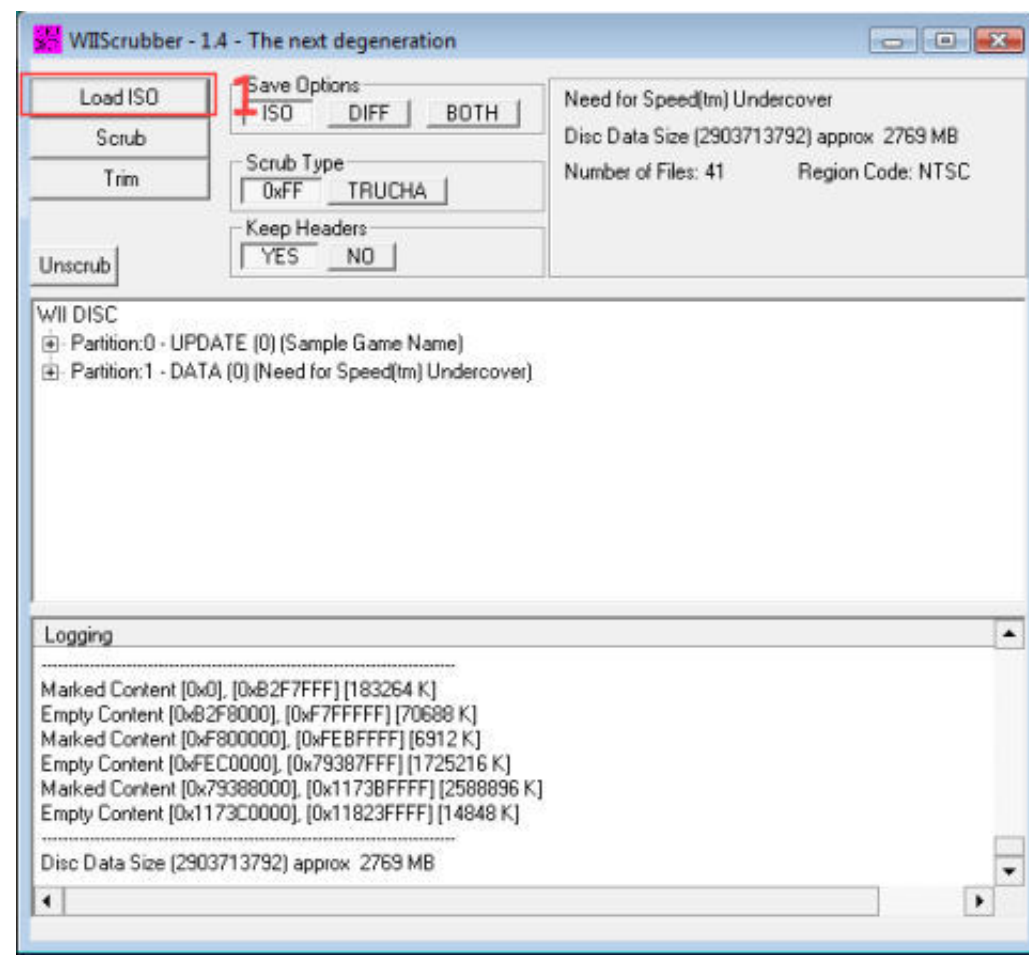 WIIScrubber - 1.4 - The next degeneration
Load ISO
Scrub
Trim
Unscrub
1
Save Options
ISO DIFF BOTH
Scrub Type
0xFF TRUCHA
Keep Headers
YES NO
Need for Speed(tm) Undercover
Disc Data Size (2903713792) approx 2769 MB
Number of Files: 41 Region Code: NTSC
WII DISC
Partition:0 - UPDATE (0) (Sample Game Name)
Partition:1 - DATA (0) (Need for Speed(tm) Undercover)
Logging
Marked Content [0x0], [0xB2F7FFF] [183264 K]
Empty Content [0xB2F8000], [0xF7FFFFF] [70688 K]
Marked Content [0xF800000], [0xFEBFFFF] [6912 K]
Empty Content [0xFEC0000], [0x79387FFF] [1725216 K]
Marked Content [0x79388000], [0x1173BFFFF] [2588896 K]
Empty Content [0x1173C0000], [0x11823FFFF] [14848 K]
Disc Data Size (2903713792) approx 2769 MB